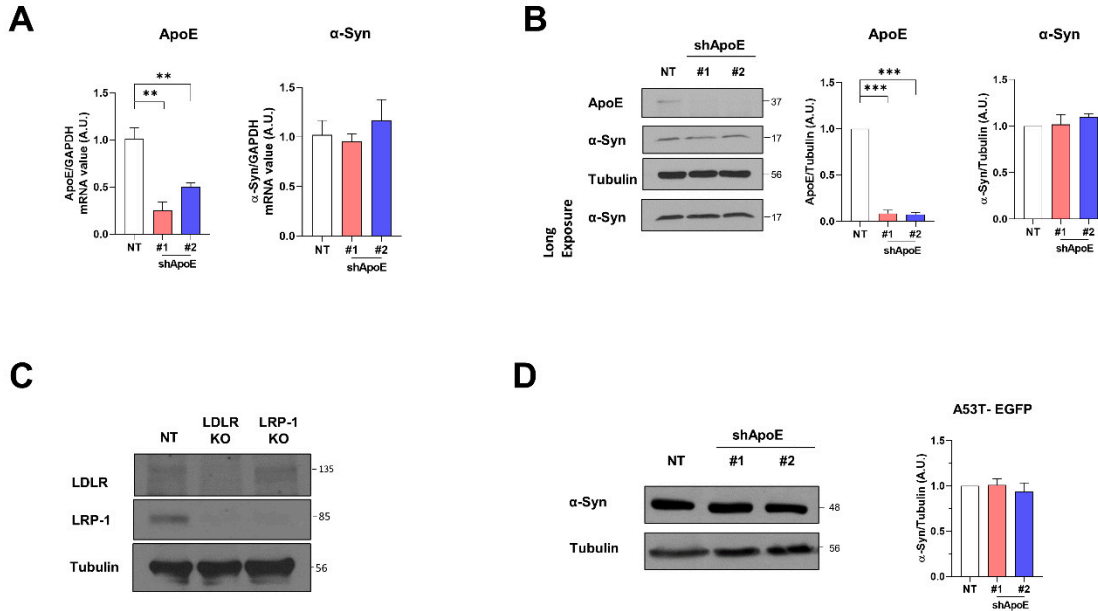 A
ApoE
ApoE/GAPDH
mRNA value (A.U.)
1.5
1.0
0.5
0.0
**
**
NT
#1
#2
shApoE
α-Syn
α-Syn/GAPDH
mRNA value (A.U.)
1.5
1.0
0.5
0.0
NT
#1
#2
shApoE
B
shApoE
NT
#1
#2
ApoE
37
α-Syn
17
Tubulin
56
α-Syn
17
Long
Exposure
ApoE
ApoE/Tubulin (A.U.)
1.5
1.0
0.5
0.0
***
***
NT
#1
#2
shApoE
α-Syn
α-Syn/Tubulin (A.U.)
1.5
1.0
0.5
0.0
NT
#1
#2
shApoE
C
NT
LDLR
KO
LRP-1
KO
LDLR
135
LRP-1
85
Tubulin
56
D
shApoE
NT
#1
#2
α-Syn
48
Tubulin
56
A53T- EGFP
α-Syn/Tubulin (A.U.)
1.5
1.0
0.5
0.0
NT
#1
#2
shApoE